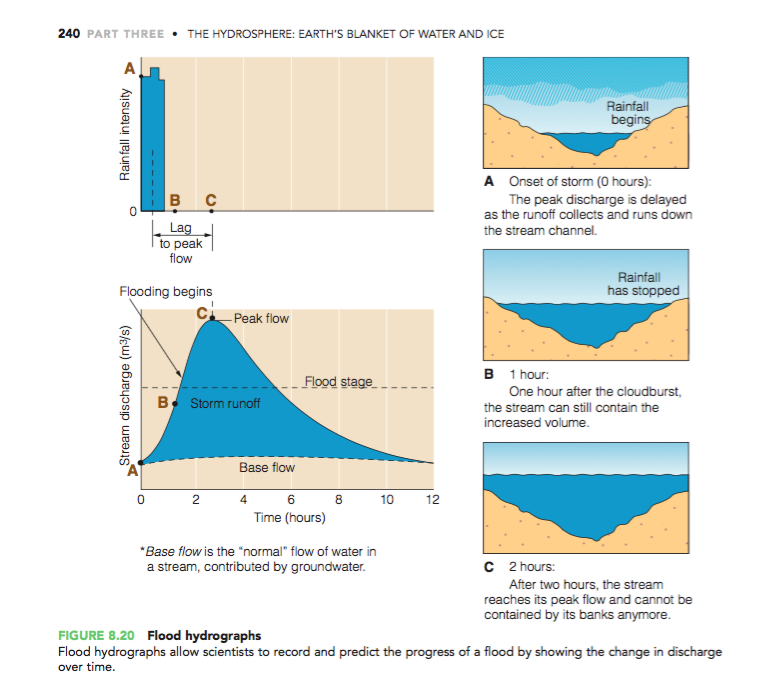 240 PART THREE • THE HYDROSPHERE: EARTH'S BLANKET OF WATER AND ICE
A
Rainfall intensity
0
B
C
Lag
to peak
flow
Flooding begins
C
Peak flow
Stream discharge (m³/s)
Flood stage
B
Storm runoff
A
Base flow
0 2 4 6 8 10 12
Time (hours)
*Base flow is the "normal" flow of water in
a stream, contributed by groundwater.
Rainfall
begins
A Onset of storm (0 hours):
The peak discharge is delayed
as the runoff collects and runs down
the stream channel.
Rainfall
has stopped
B 1 hour:
One hour after the cloudburst,
the stream can still contain the
increased volume.
C 2 hours:
After two hours, the stream
reaches its peak flow and cannot be
contained by its banks anymore.
FIGURE 8.20 Flood hydrographs
Flood hydrographs allow scientists to record and predict the progress of a flood by showing the change in discharge
over time.